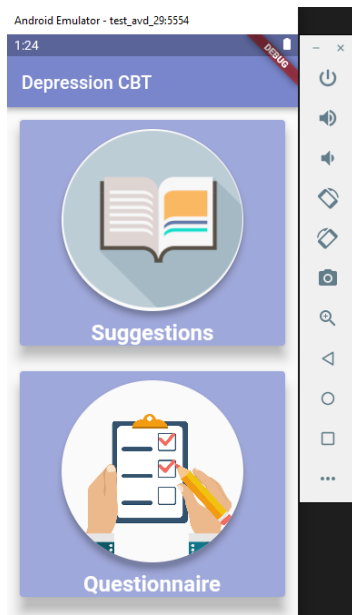 Android Emulator - test_avd_29:5554
1:24
DEBUG
Depression CBT
Suggestions
Questionnaire